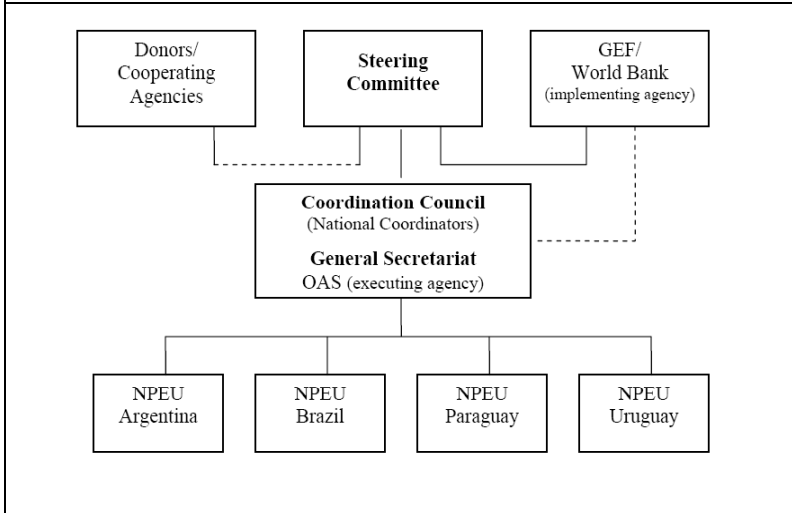 Donors/
Cooperating
Agencies
Steering
Committee
GEF/
World Bank
(implementing agency)
Coordination Council
(National Coordinators)
General Secretariat
OAS (executing agency)
NPEU
Argentina
NPEU
Brazil
NPEU
Paraguay
NPEU
Uruguay